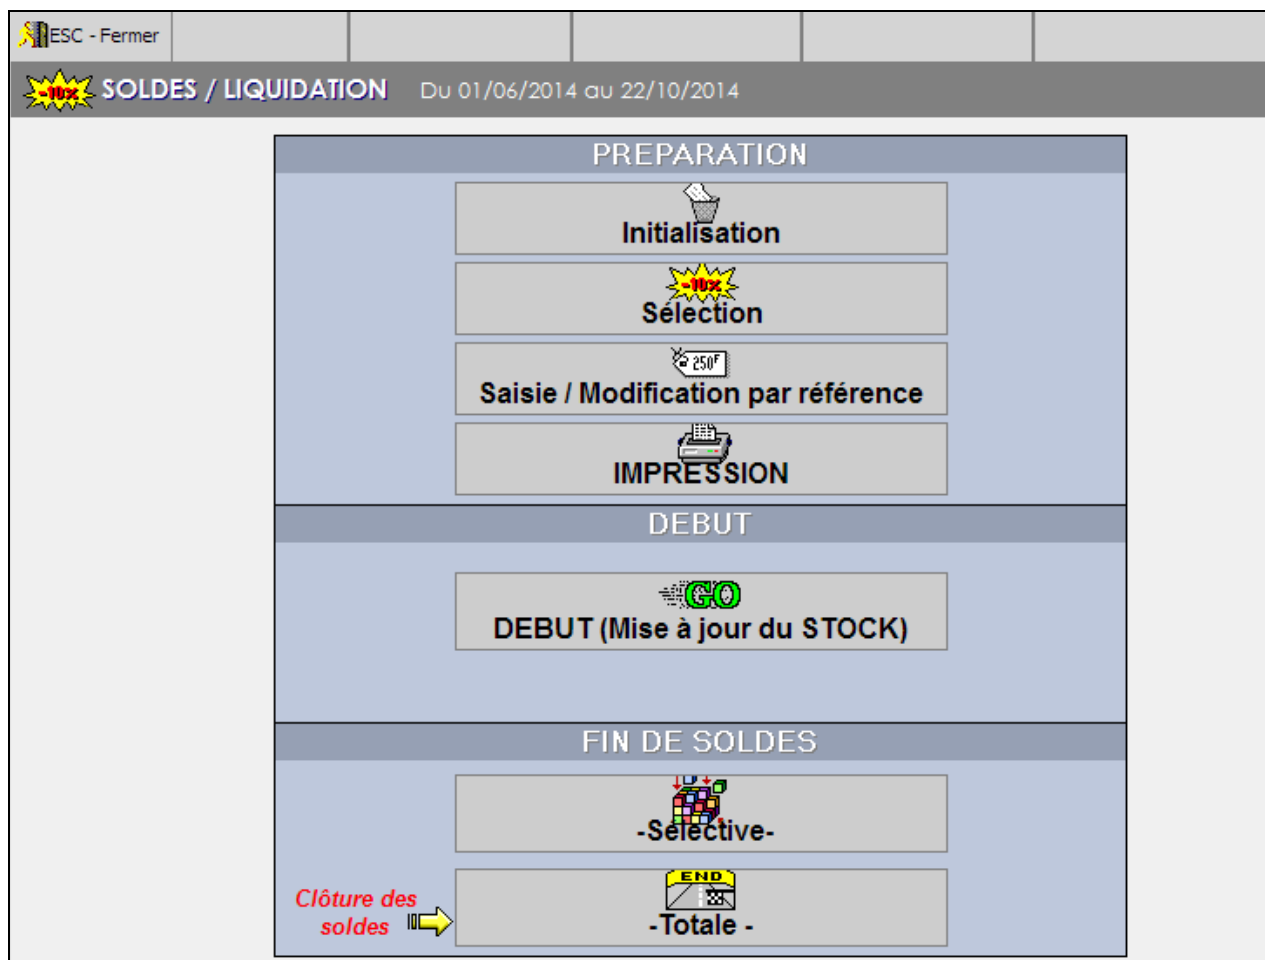 ESC - Fermer
-10% SOLDES / LIQUIDATION Du 01/06/2014 au 22/10/2014
PREPARATION
Initialisation
-10%
Sélection
250F
Saisie / Modification par référence
IMPRESSION
DEBUT
GO
DEBUT (Mise à jour du STOCK)
FIN DE SOLDES
-Sélective-
Clôture des
soldes
END
-Totale -